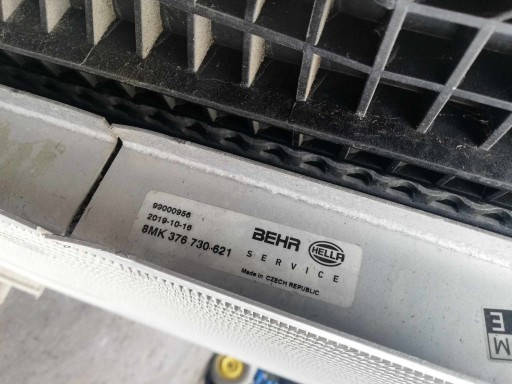 99000956
2019-10-16
8MK 376 730-621
BEHR
HELLA
SERVICE
Made in CZECH REPUBLIC
M
E